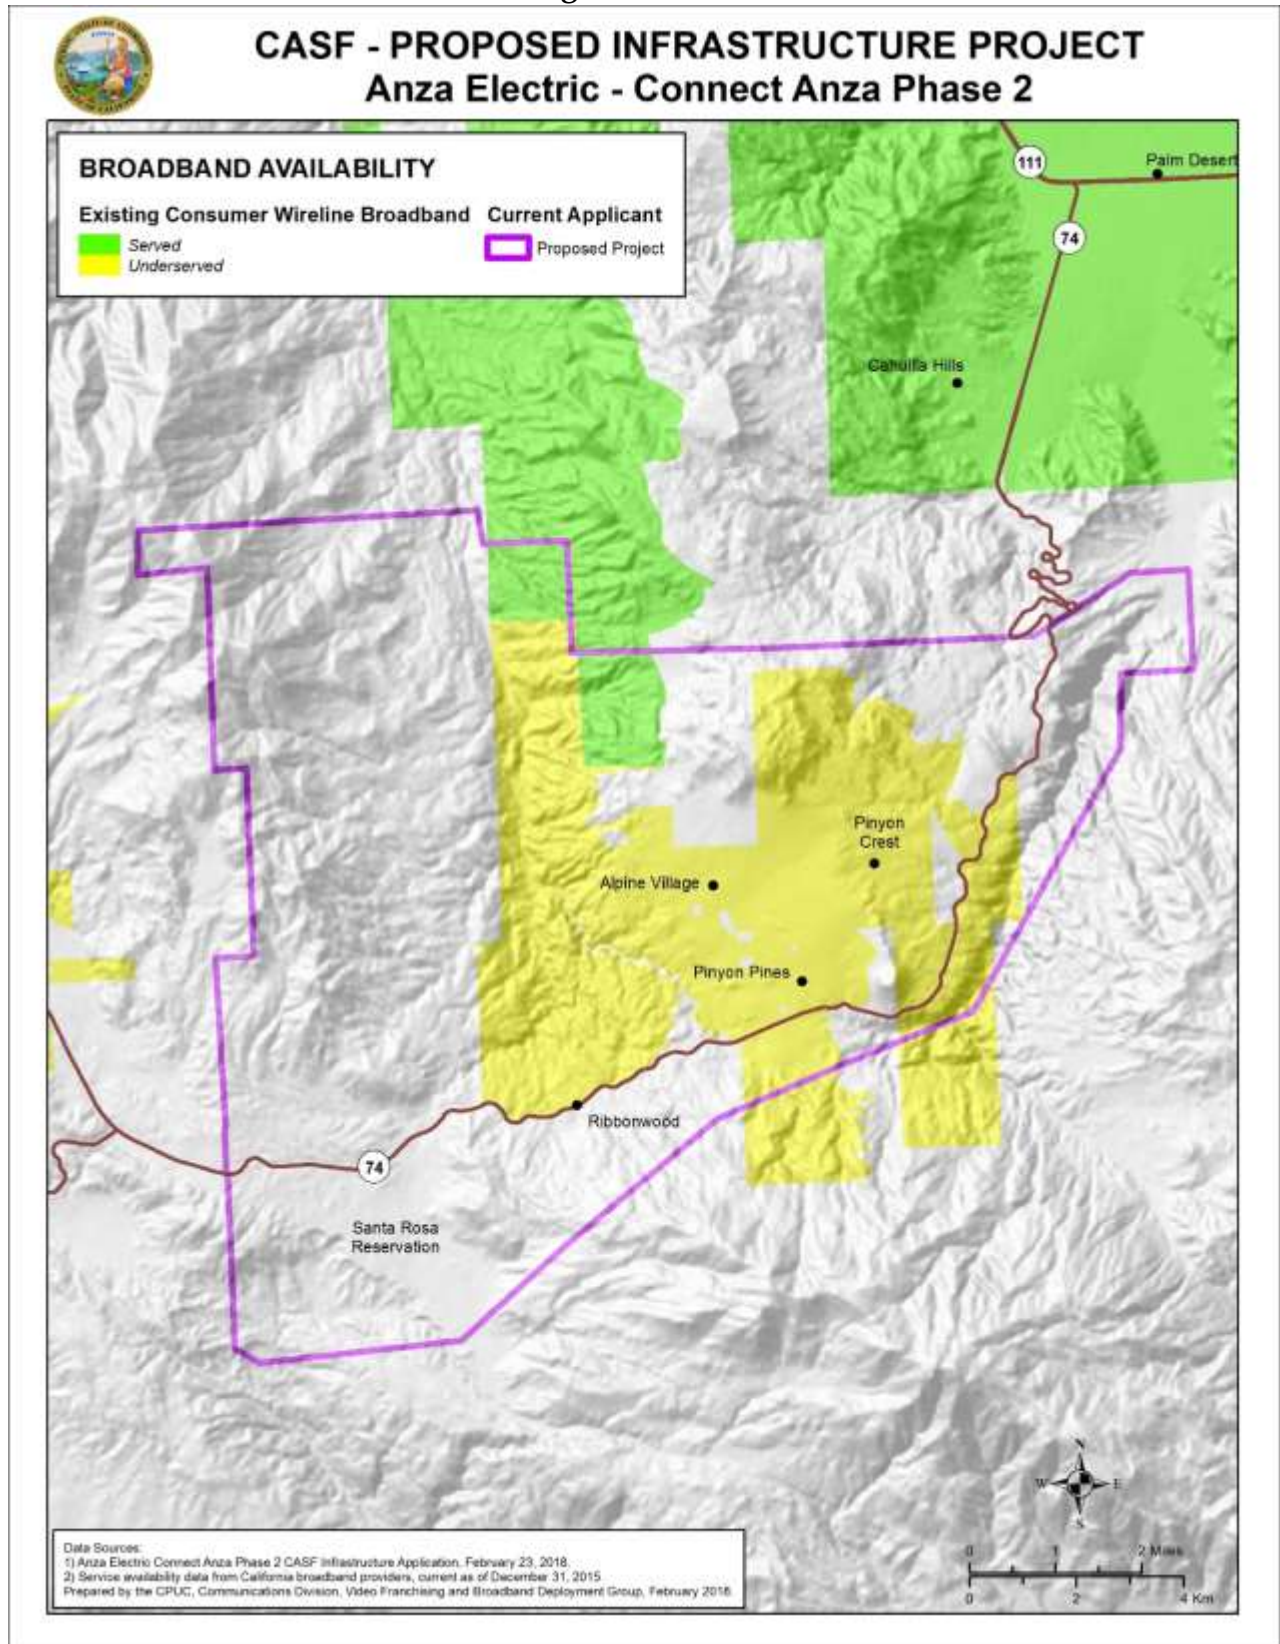 CASF - PROPOSED INFRASTRUCTURE PROJECT
Anza Electric - Connect Anza Phase 2
BROADBAND AVAILABILITY
Existing Consumer Wireline Broadband
Served
Underserved
Current Applicant
Proposed Project
111
Palm Desert
74
Cahuilla Hills
Pinyon
Crest
Alpine Village
Pinyon Pines
Ribbonwood
74
Santa Rosa
Reservation
N
W
E
S
0 1 2 Miles
0 2 4 Km
Data Sources:
1) Anza Electric Connect Anza Phase 2 CASF Infrastructure Application, February 23, 2018.
2) Service availability data from California broadband providers, current as of December 31, 2015
Prepared by the CPUC, Communications Division, Video Franchising and Broadband Deployment Group, February 2018